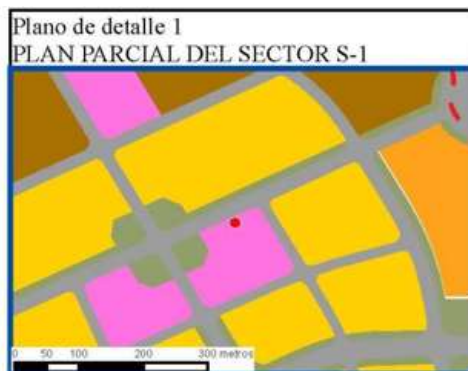 Plano de detalle 1
PLAN PARCIAL DEL SECTOR S-1
0 50 100 200 300 metros